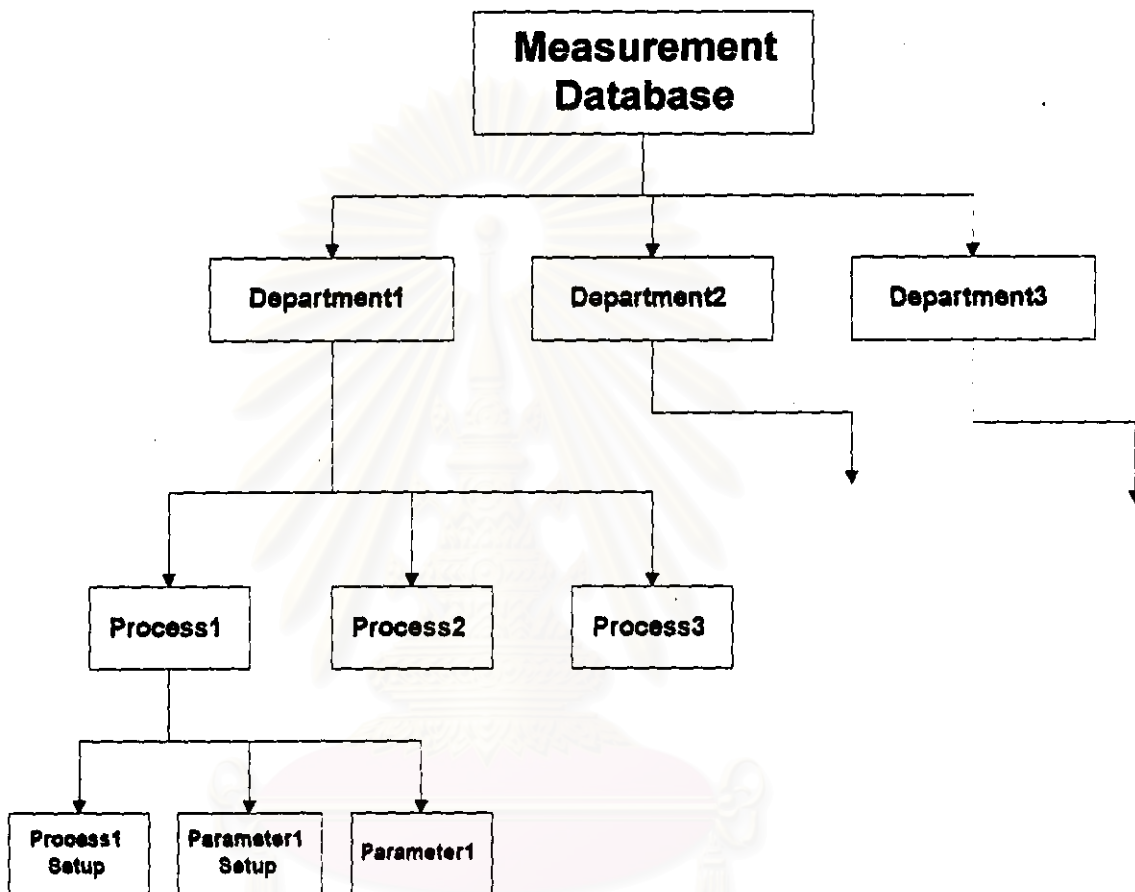 Measurement
Database
Department1
Department2
Department3
Process1
Process2
Process3
Process1
Setup
Parameter1
Setup
Parameter1